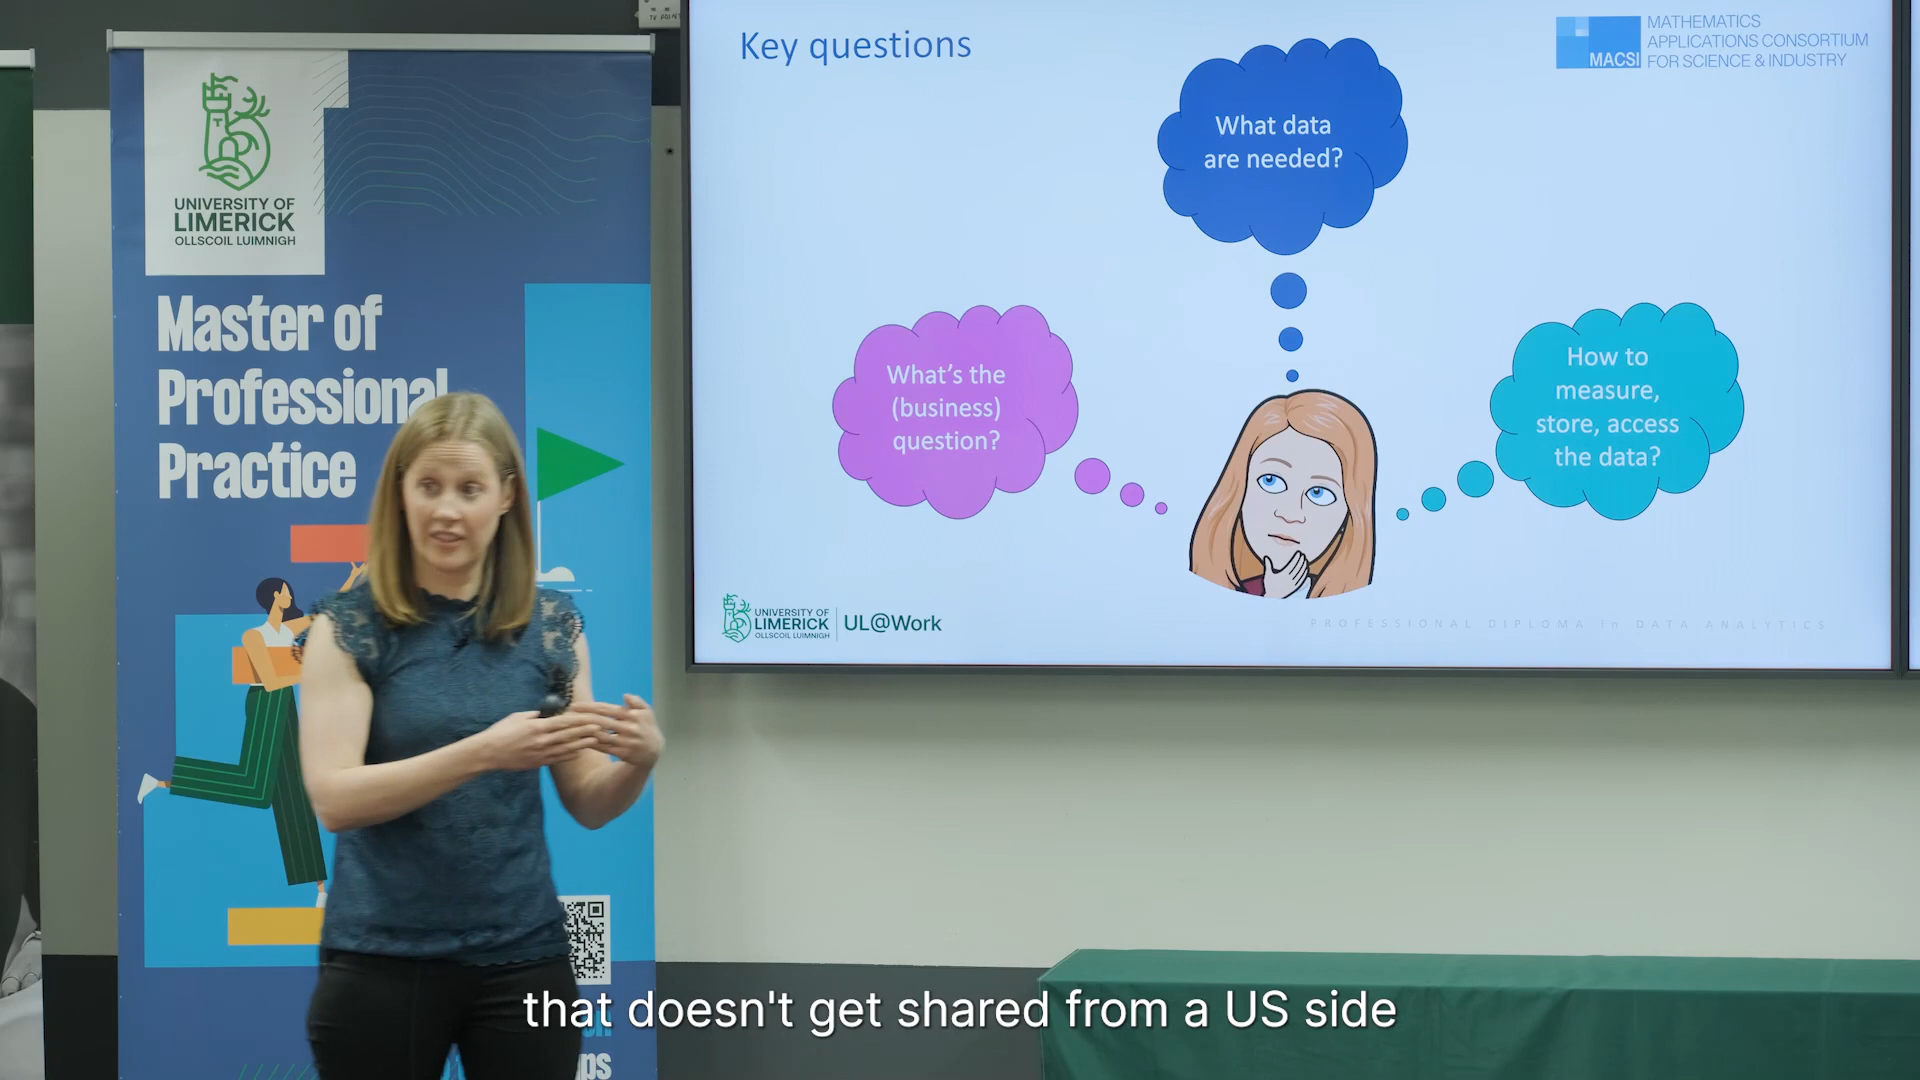 UNIVERSITY OF
LIMERICK
OLLSCOIL LUIMNIGH
Master of
Professional
Practice
Key questions
MACSI
MATHEMATICS
APPLICATIONS CONSORTIUM
FOR SCIENCE & INDUSTRY
What data
are needed?
What's the
(business)
question?
How to
measure,
store, access
the data?
UNIVERSITY OF
LIMERICK
OLLSCOIL LUIMNIGH
UL@Work
PROFESSIONAL DIPLOMA in DATA ANALYTICS
that doesn't get shared from a US side